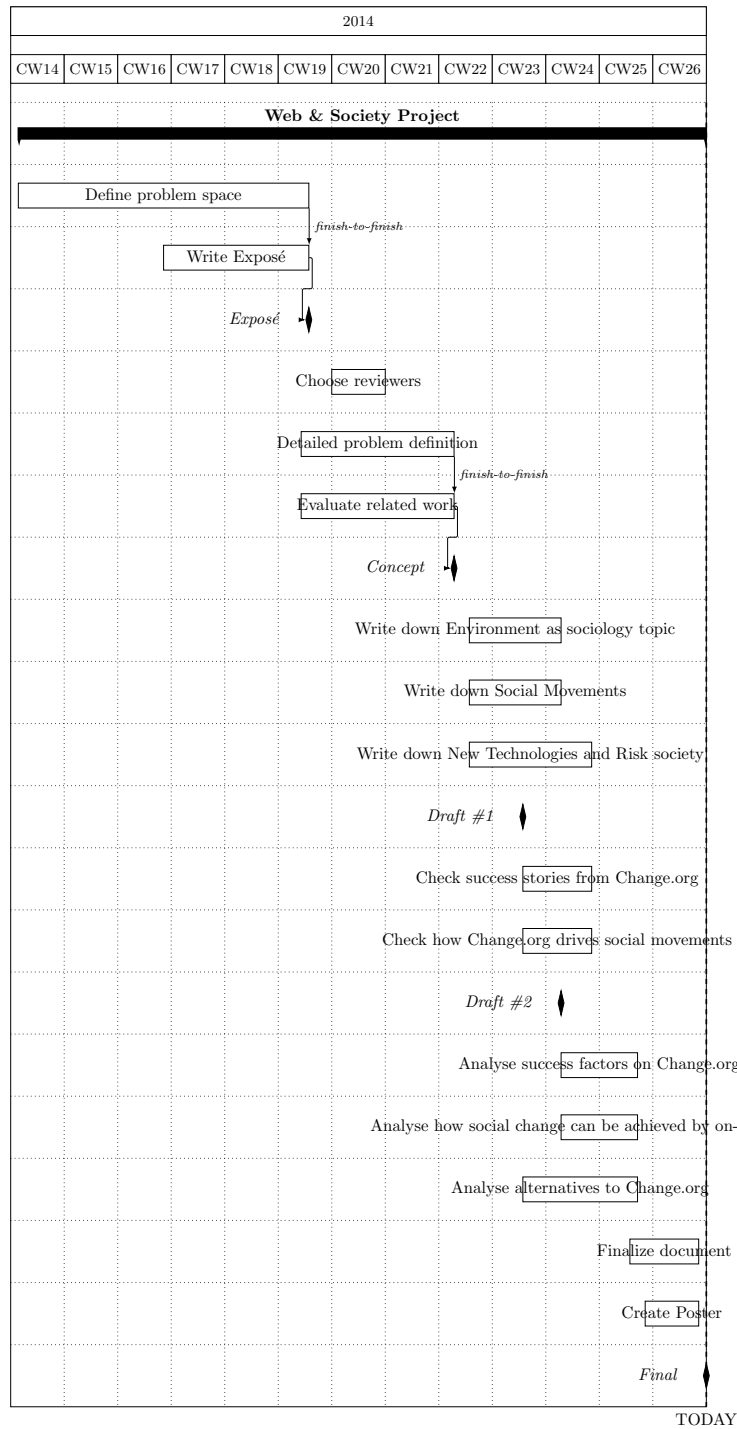 2014
CW14 CW15 CW16 CW17 CW18 CW19 CW20 CW21 CW22 CW23 CW24 CW25 CW26
Web & Society Project
Define problem space
finish-to-finish
Write Exposé
Exposé
Choose reviewers
Detailed problem definition
finish-to-finish
Evaluate related work
Concept
Write down Environment as sociology topic
Write down Social Movements
Write down New Technologies and Risk society
Draft #1
Check success stories from Change.org
Check how Change.org drives social movements
Draft #2
Analyse success factors on Change.org
Analyse how social change can be achieved by on-
Analyse alternatives to Change.org
Finalize document
Create Poster
Final
TODAY